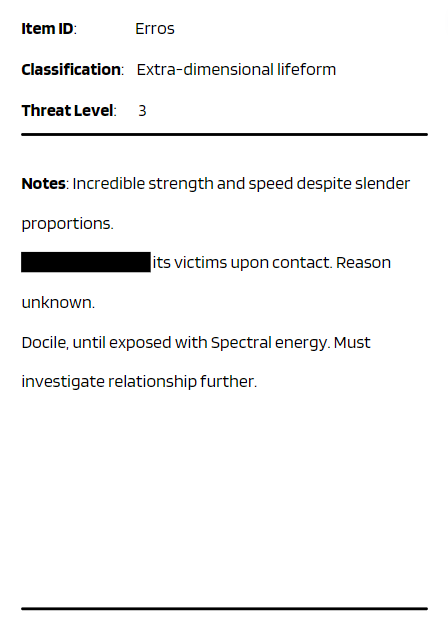 Item ID: Erros
Classification: Extra-dimensional lifeform
Threat Level: 3
Notes: Incredible strength and speed despite slender
proportions.
its victims upon contact. Reason
unknown.
Docile, until exposed with Spectral energy. Must
investigate relationship further.